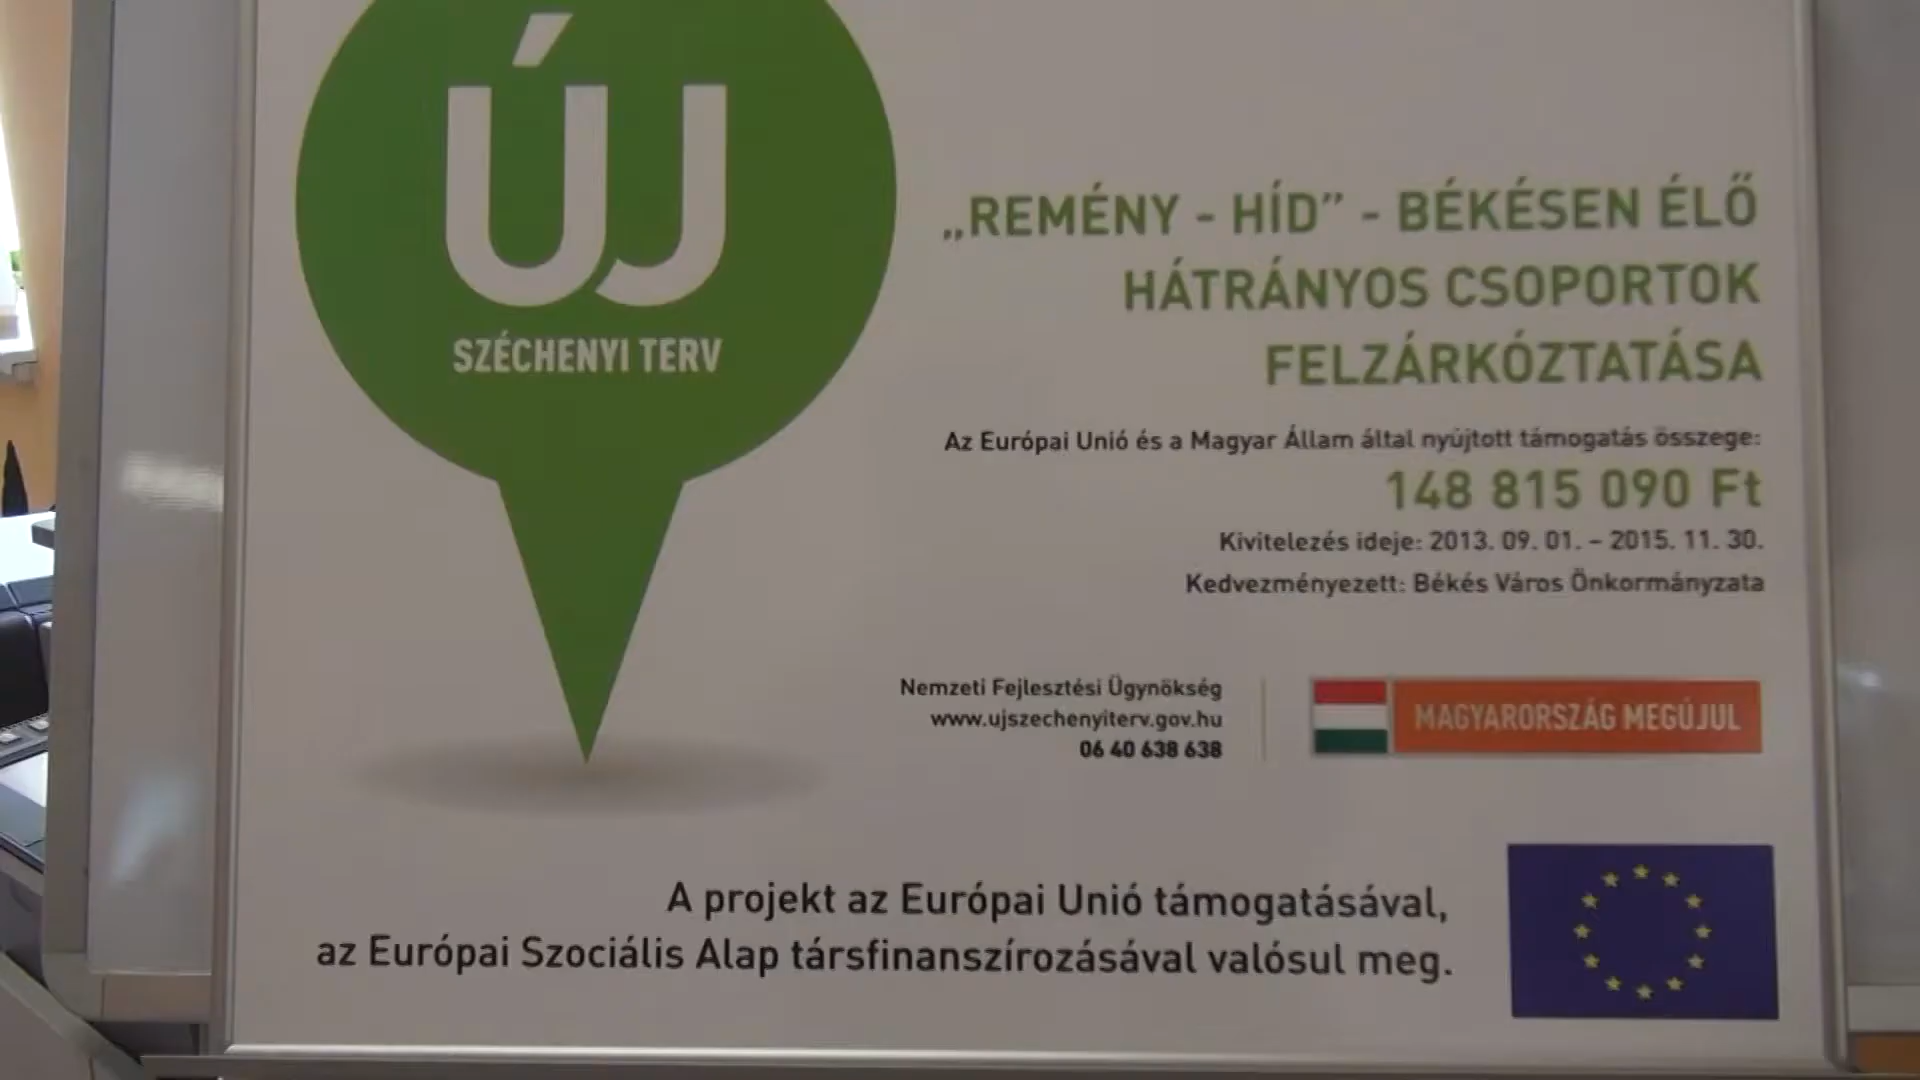 ÚJ
SZÉCHENYI TERV
„REMÉNY - HÍD” - BÉKÉSEN ÉLŐ
HÁTRÁNYOS CSOPORTOK
FELZÁRKÓZTATÁSA
Az Európai Unió és a Magyar Állam által nyújtott támogatás összege:
148 815 090 Ft
Kivitelezés ideje: 2013. 09. 01. – 2015. 11. 30.
Kedvezményezett: Békés Város Önkormányzata
Nemzeti Fejlesztési Ügynökség
www.ujszechenyiterv.gov.hu
06 40 638 638
MAGYARORSZÁG MEGÚJUL
A projekt az Európai Unió támogatásával,
az Európai Szociális Alap társfinanszírozásával valósul meg.